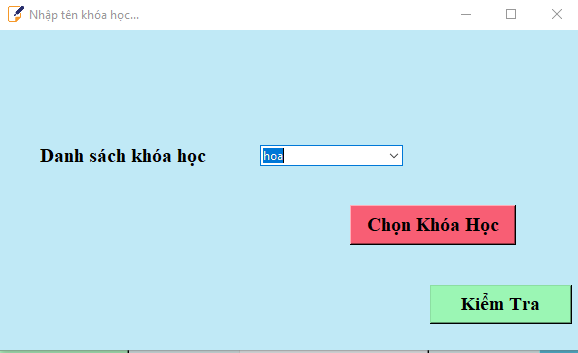 Nhập tên khóa học...
Danh sách khóa học
hoa
Chọn Khóa Học
Kiểm Tra